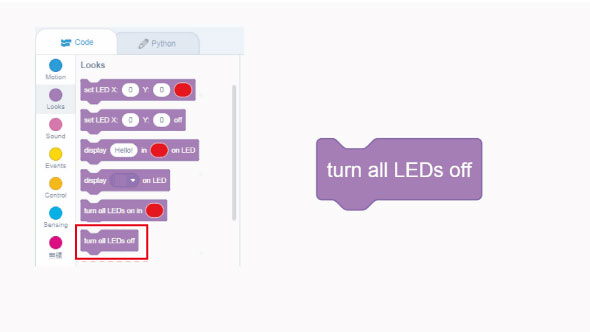 Code
Python
Looks
Motion
Looks
Sound
Events
Control
Sensing
set LED X: 0 Y: 0
set LED X: 0 Y: 0 off
display Hello! in on LED
display on LED
turn all LEDs on in
turn all LEDs off
turn all LEDs off